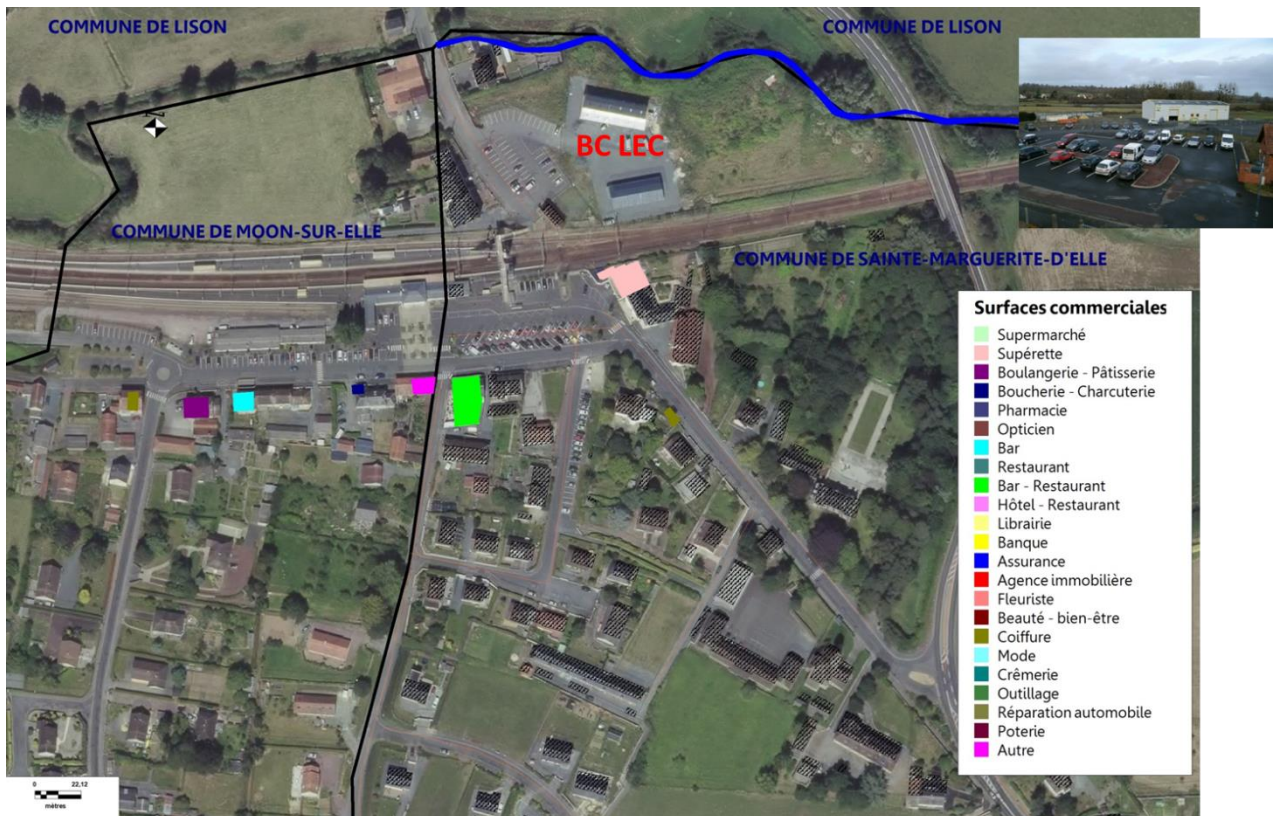 COMMUNE DE LISON
COMMUNE DE LISON
BC LEC
COMMUNE DE MOON-SUR-ELLE
COMMUNE DE SAINTE-MARGUERITE-D'ELLE
Surfaces commerciales
Supermarché
Supérette
Boulangerie - Pâtisserie
Boucherie - Charcuterie
Pharmacie
Opticien
Bar
Restaurant
Bar - Restaurant
Hôtel - Restaurant
Librairie
Banque
Assurance
Agence immobilière
Fleuriste
Beauté - bien-être
Coiffure
Mode
Crêmerie
Outillage
Réparation automobile
Poterie
Autre
0 22,12
mètres